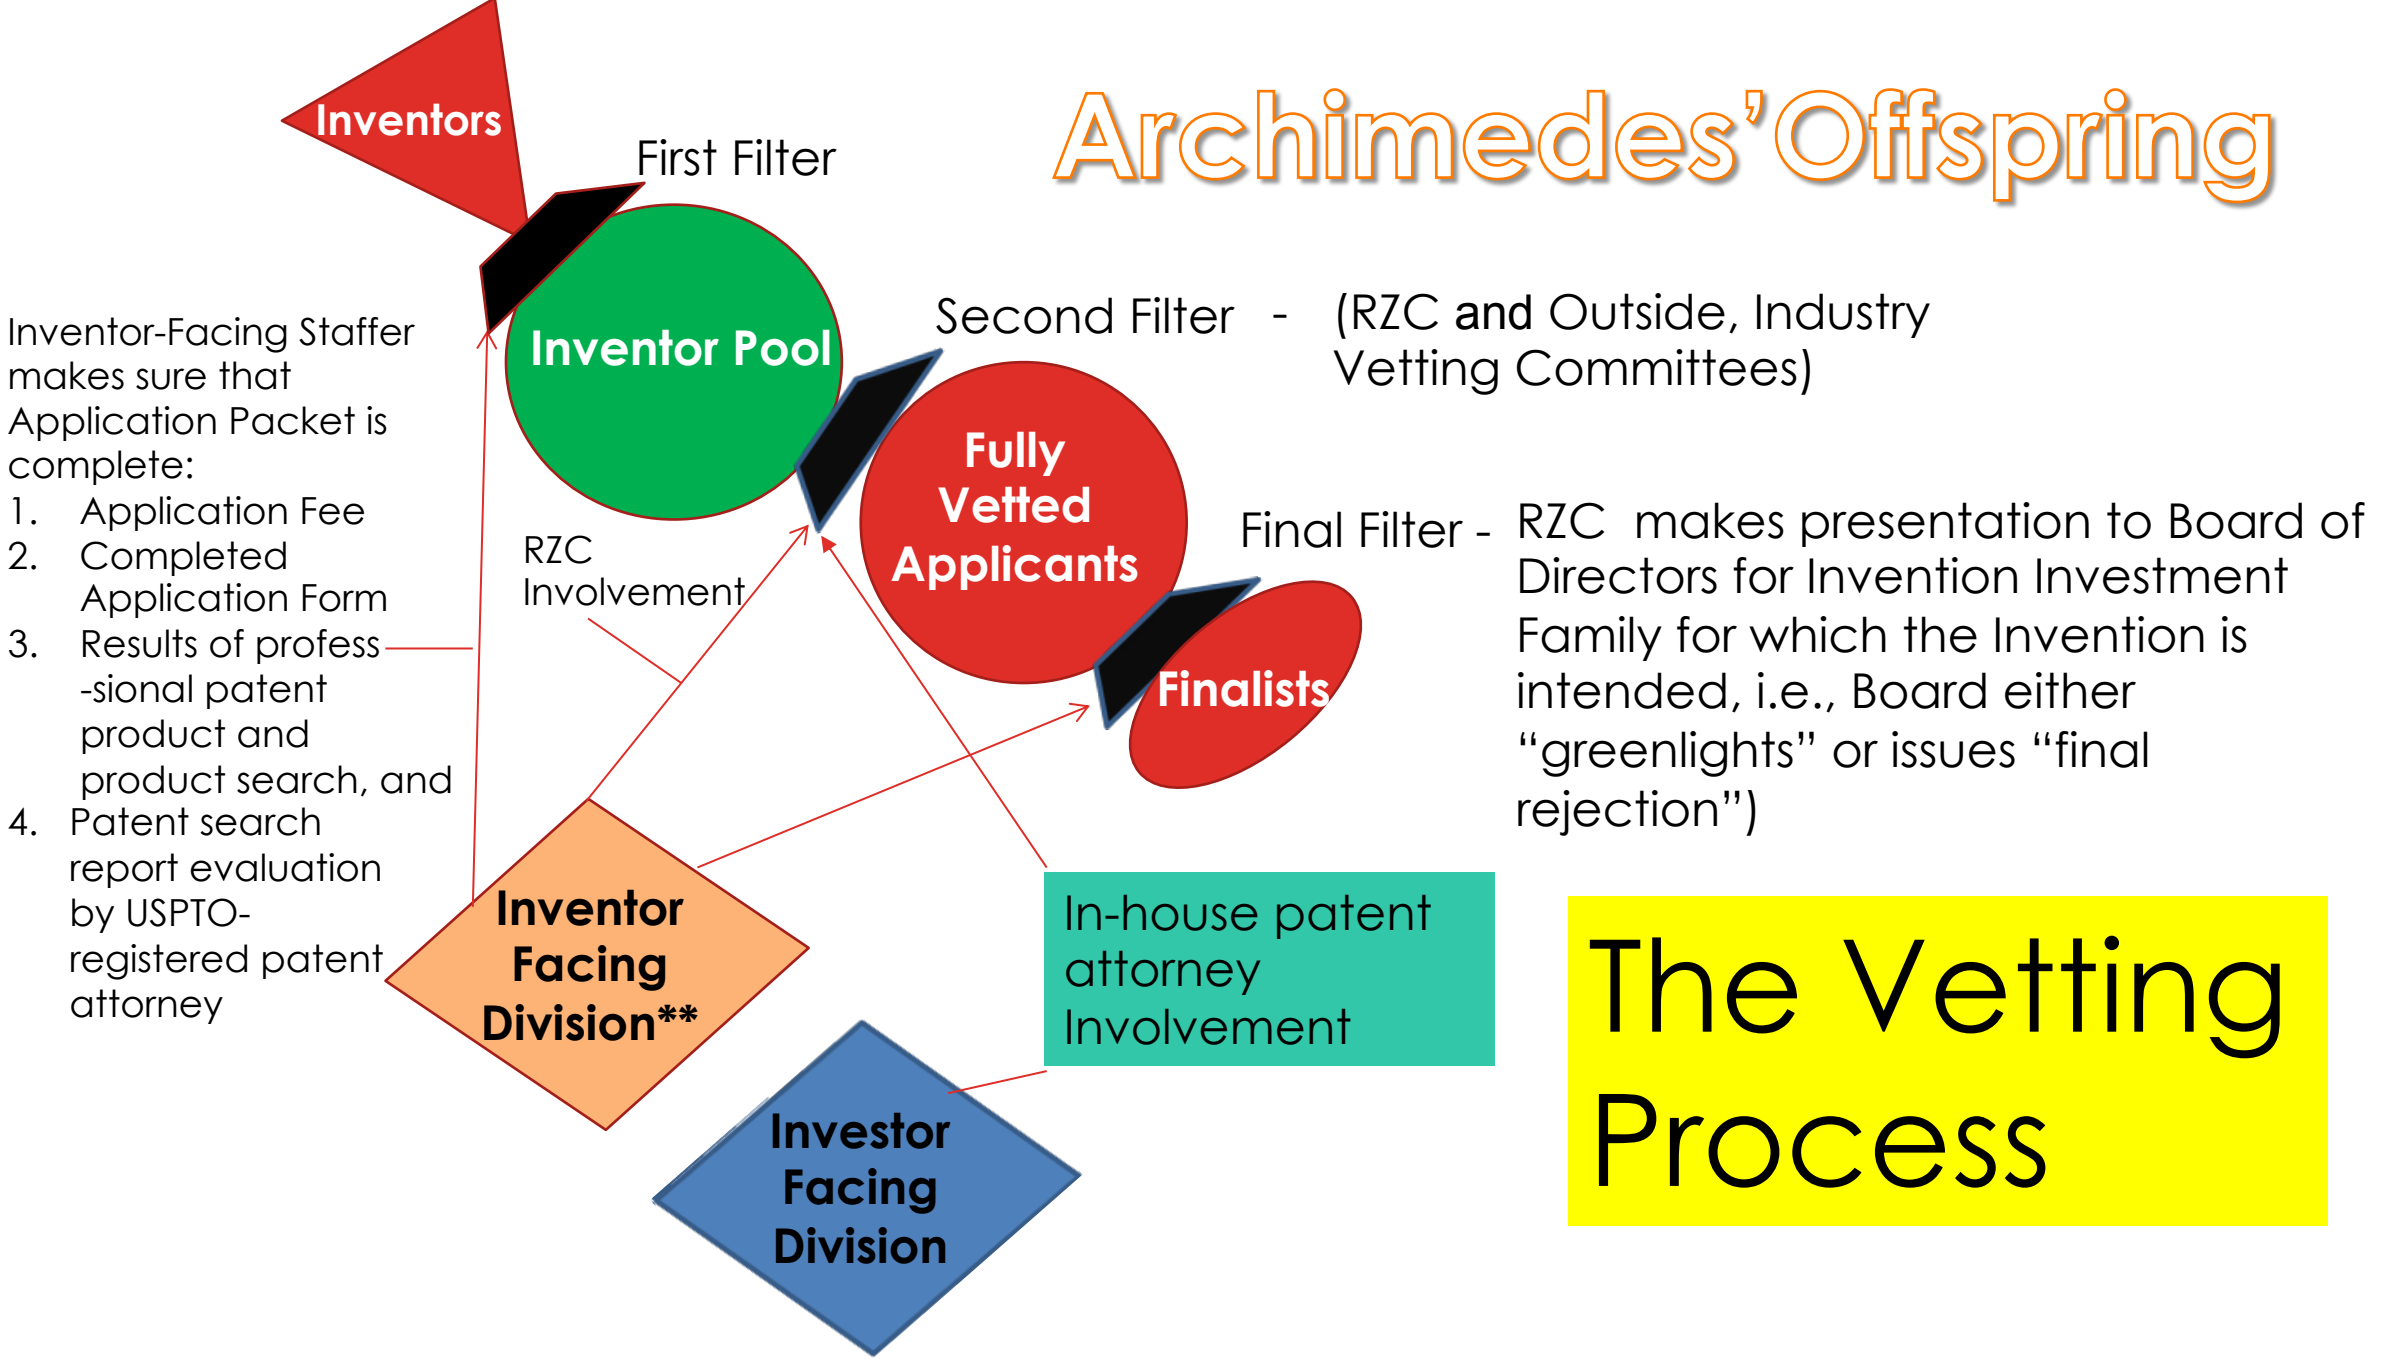 Archimedes’Offspring
Inventors
First Filter
Inventor Pool
Second Filter - (RZC and Outside, Industry
Vetting Committees)
Inventor-Facing Staffer
makes sure that
Application Packet is
complete:
1. Application Fee
2. Completed
Application Form
3. Results of profess
-sional patent
product and
product search, and
4. Patent search
report evaluation
by USPTO-
registered patent
attorney
RZC
Involvement
Fully
Vetted
Applicants
Final Filter - RZC makes presentation to Board of
Directors for Invention Investment
Family for which the Invention is
intended, i.e., Board either
“greenlights” or issues “final
rejection”)
Finalists
Inventor
Facing
Division**
In-house patent
attorney
Involvement
Investor
Facing
Division
The Vetting
Process